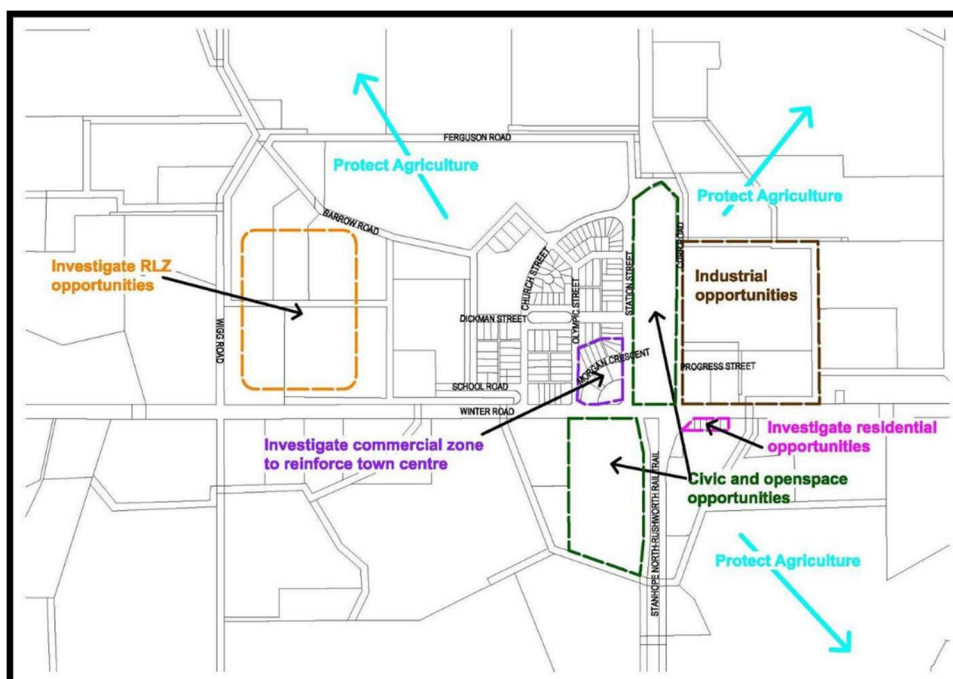 FERGUSON ROAD
Protect Agriculture
Protect Agriculture
BARROW ROAD
CHURCH STREET
STATION STREET
Investigate RLZ
opportunities
Industrial
opportunities
OLYMPIC STREET
DICKMAN STREET
WIGG ROAD
MORGAN CRESCENT
PROGRESS STREET
SCHOOL ROAD
WINTER ROAD
Investigate commercial zone
to reinforce town centre
Investigate residential
opportunities
Civic and openspace
opportunities
STANHOPE NORTH-RUSHWORTH RAIL TRAIL
Protect Agriculture